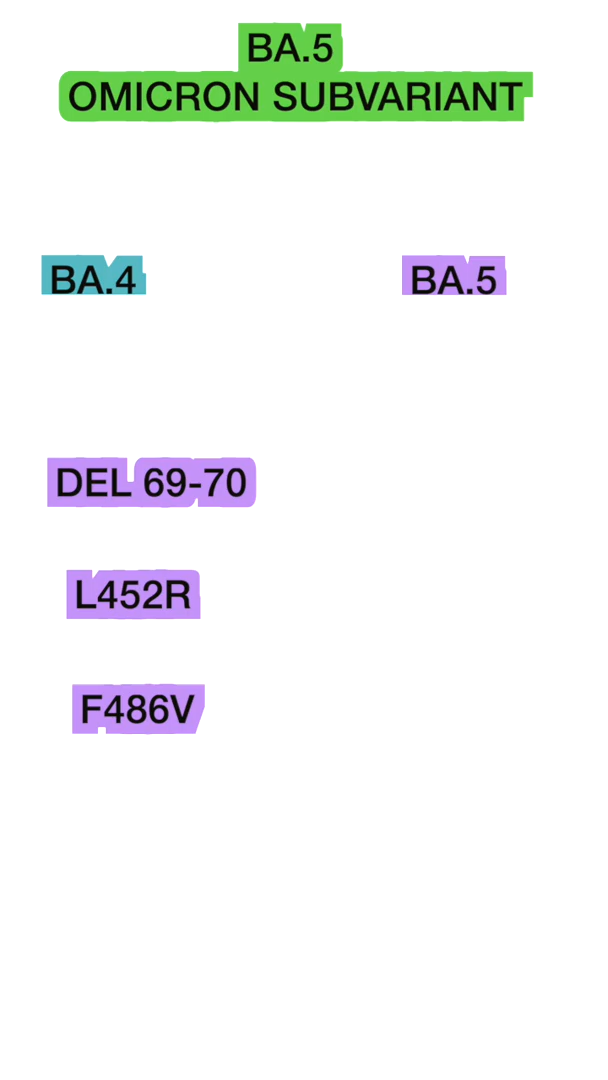 BA.5
OMICRON SUBVARIANT
BA.4
BA.5
DEL 69-70
L452R
F486V